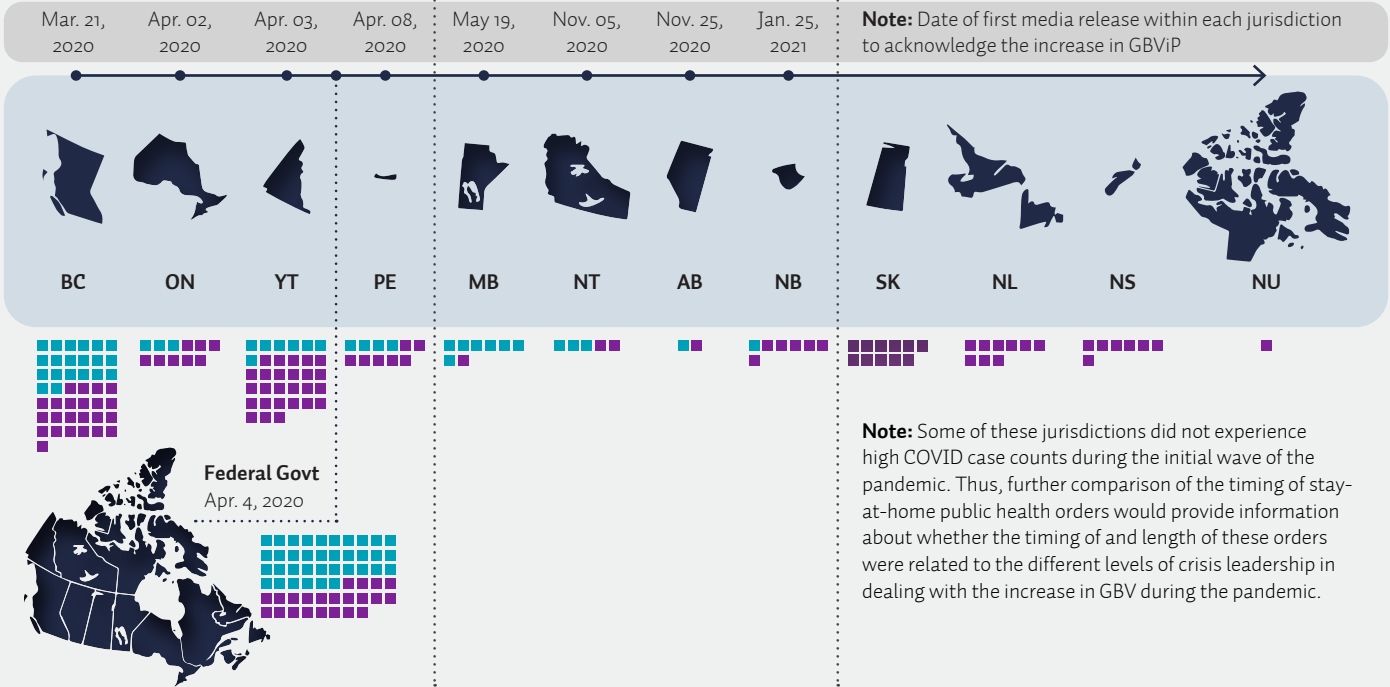 Mar. 21,
2020
Apr. 02,
2020
Apr. 03,
2020
Apr. 08,
2020
May 19,
2020
Nov. 05,
2020
Nov. 25,
2020
Jan. 25,
2021
Note: Date of first media release within each jurisdiction
to acknowledge the increase in GBViP
BC
ON
YT
PE
MB
NT
AB
NB
SK
NL
NS
NU
Federal Govt
Apr. 4, 2020
Note: Some of these jurisdictions did not experience
high COVID case counts during the initial wave of the
pandemic. Thus, further comparison of the timing of stay-
at-home public health orders would provide information
about whether the timing of and length of these orders
were related to the different levels of crisis leadership in
dealing with the increase in GBV during the pandemic.